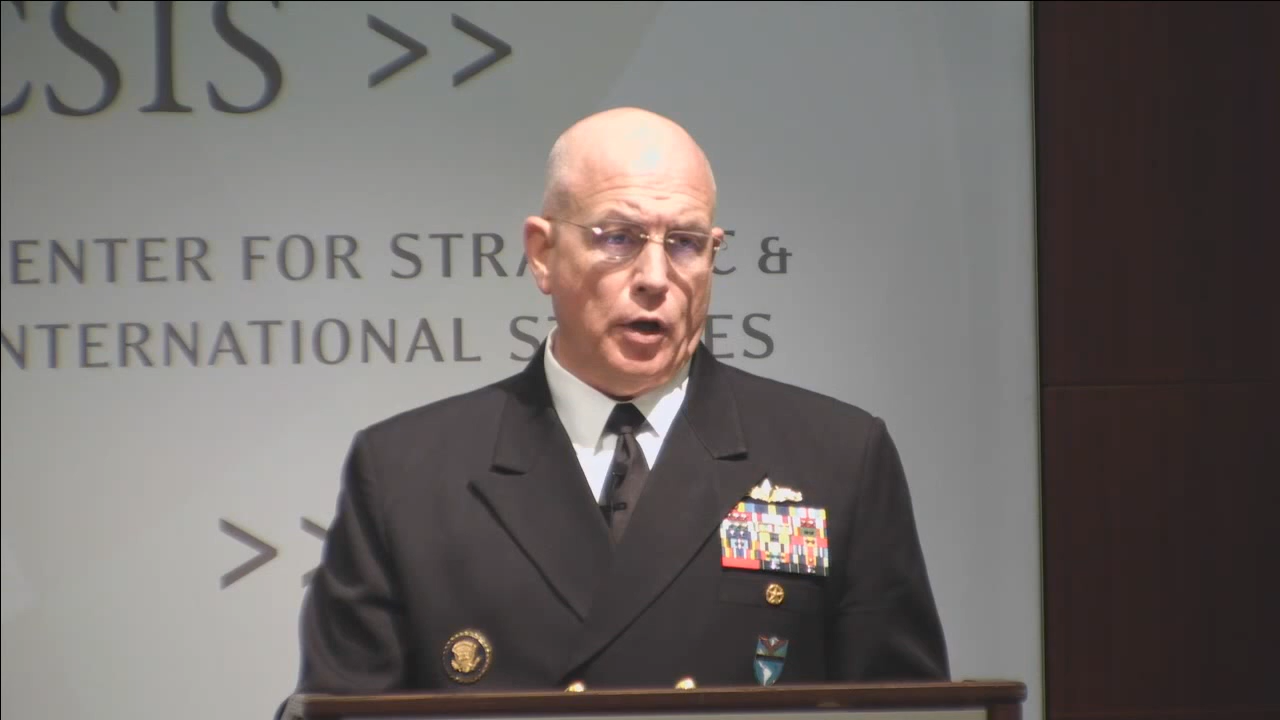 CSIS >>
ENTER FOR STRA C &
NTERNATIONAL S ES
>>